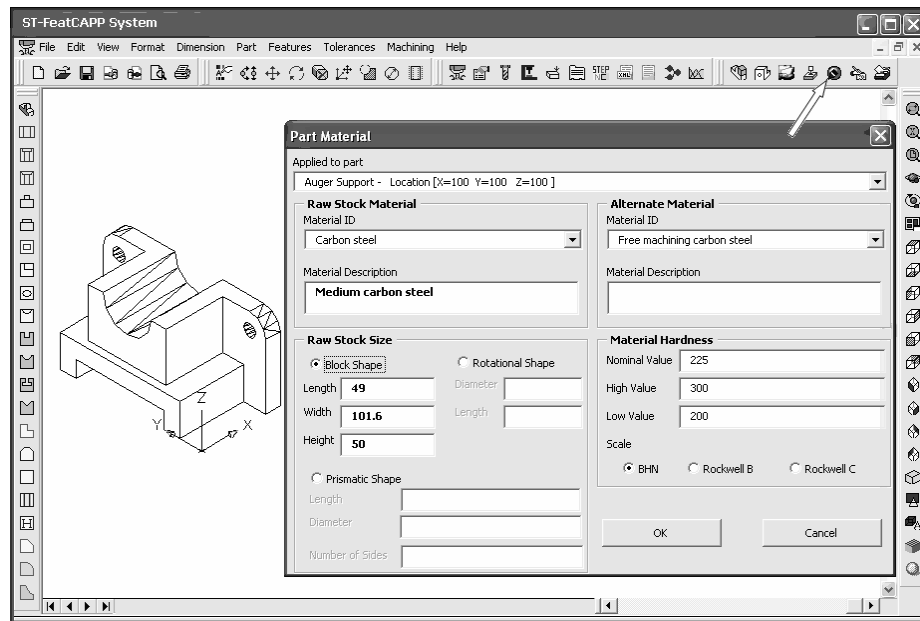 ST-FeatCAPP System
File Edit View Format Dimension Part Features Tolerances Machining Help
STEP
NE
XML
Part Material
Applied to part
Auger Support - Location [X=100 Y=100 Z=100 ]
Raw Stock Material
Material ID
Carbon steel
Material Description
Medium carbon steel
Alternate Material
Material ID
Free machining carbon steel
Material Description
Raw Stock Size
Block Shape
Rotational Shape
Length 49
Diameter
Width 101.6
Length
Height 50
Prismatic Shape
Length
Diameter
Number of Sides
Material Hardness
Nominal Value 225
High Value 300
Low Value 200
Scale
BHN Rockwell B Rockwell C
OK Cancel
Z
Y
X